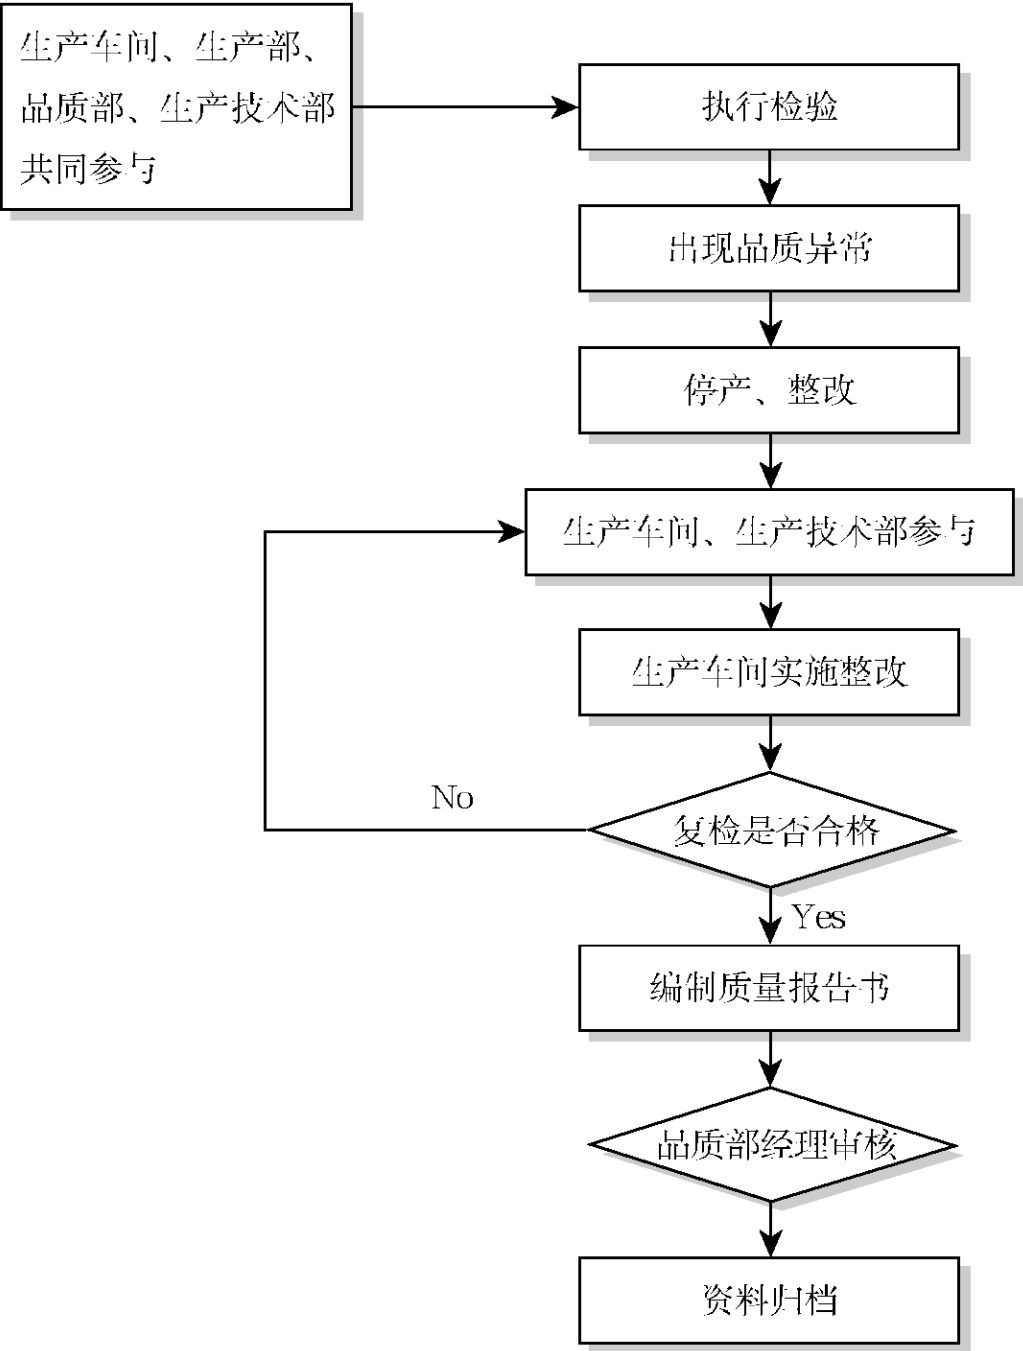 生产车间、生产部、
品质部、生产技术部
共同参与
执行检验
出现品质异常
停产、整改
生产车间、生产技术部参与
生产车间实施整改
No
复检是否合格
Yes
编制质量报告书
品质部经理审核
资料归档